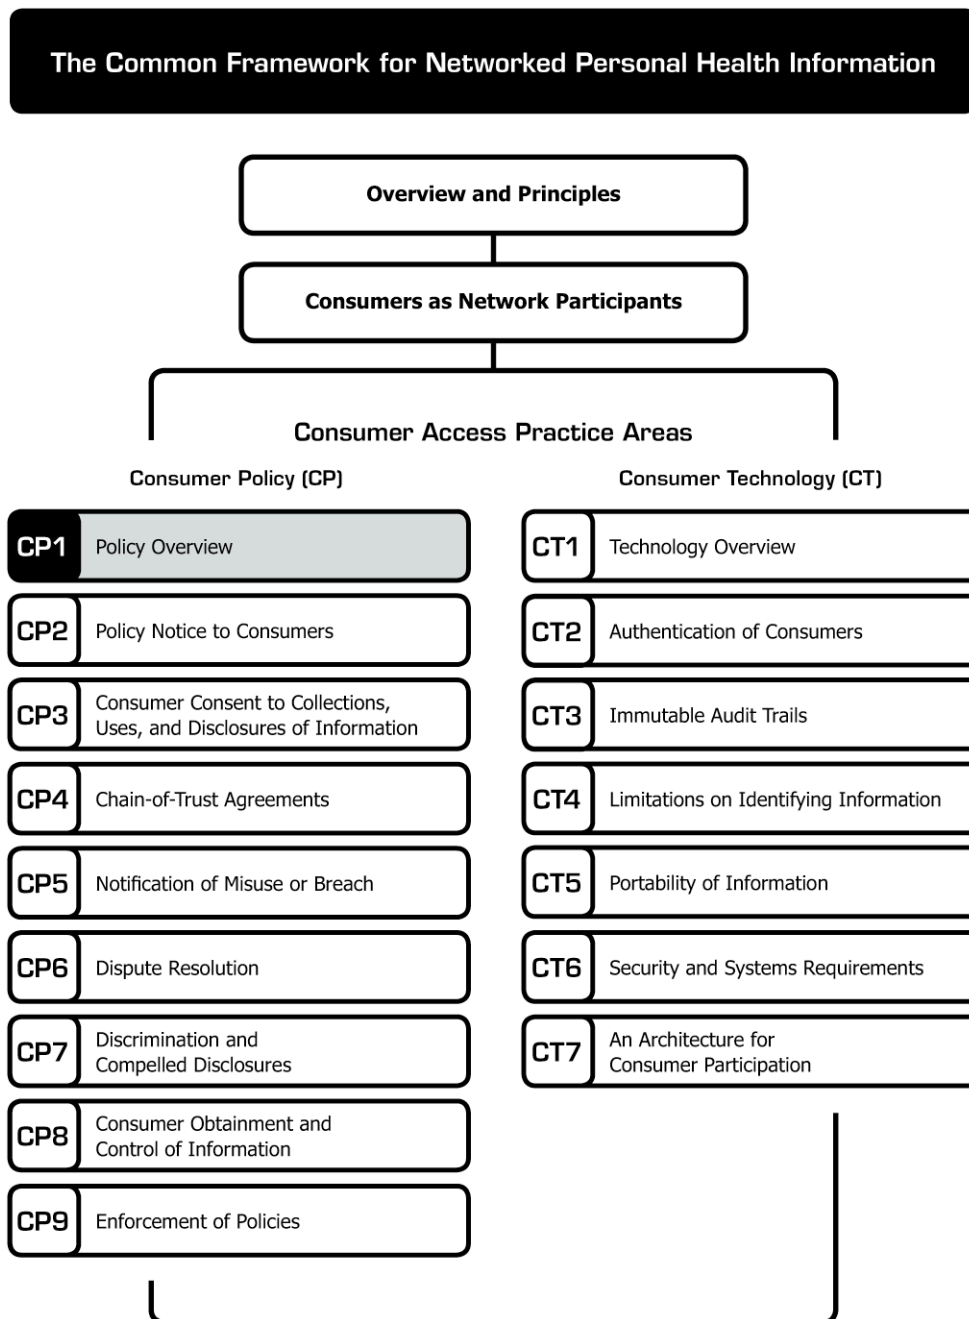 The Common Framework for Networked Personal Health Information
Overview and Principles
Consumers as Network Participants
Consumer Access Practice Areas
Consumer Policy (CP)
CP1
Policy Overview
CP2
Policy Notice to Consumers
CP3
Consumer Consent to Collections,
Uses, and Disclosures of Information
CP4
Chain-of-Trust Agreements
CP5
Notification of Misuse or Breach
CP6
Dispute Resolution
CP7
Discrimination and
Compelled Disclosures
CP8
Consumer Obtainment and
Control of Information
CP9
Enforcement of Policies
Consumer Technology (CT)
CT1
Technology Overview
CT2
Authentication of Consumers
CT3
Immutable Audit Trails
CT4
Limitations on Identifying Information
CT5
Portability of Information
CT6
Security and Systems Requirements
CT7
An Architecture for
Consumer Participation